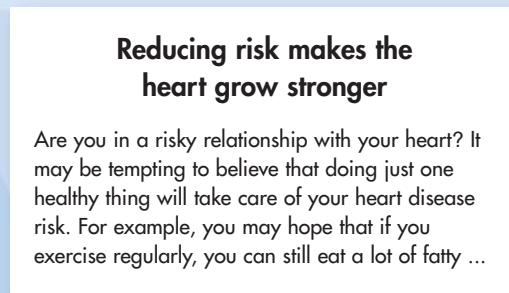 Reducing risk makes the
heart grow stronger
Are you in a risky relationship with your heart? It
may be tempting to believe that doing just one
healthy thing will take care of your heart disease
risk. For example, you may hope that if you
exercise regularly, you can still eat a lot of fatty ...